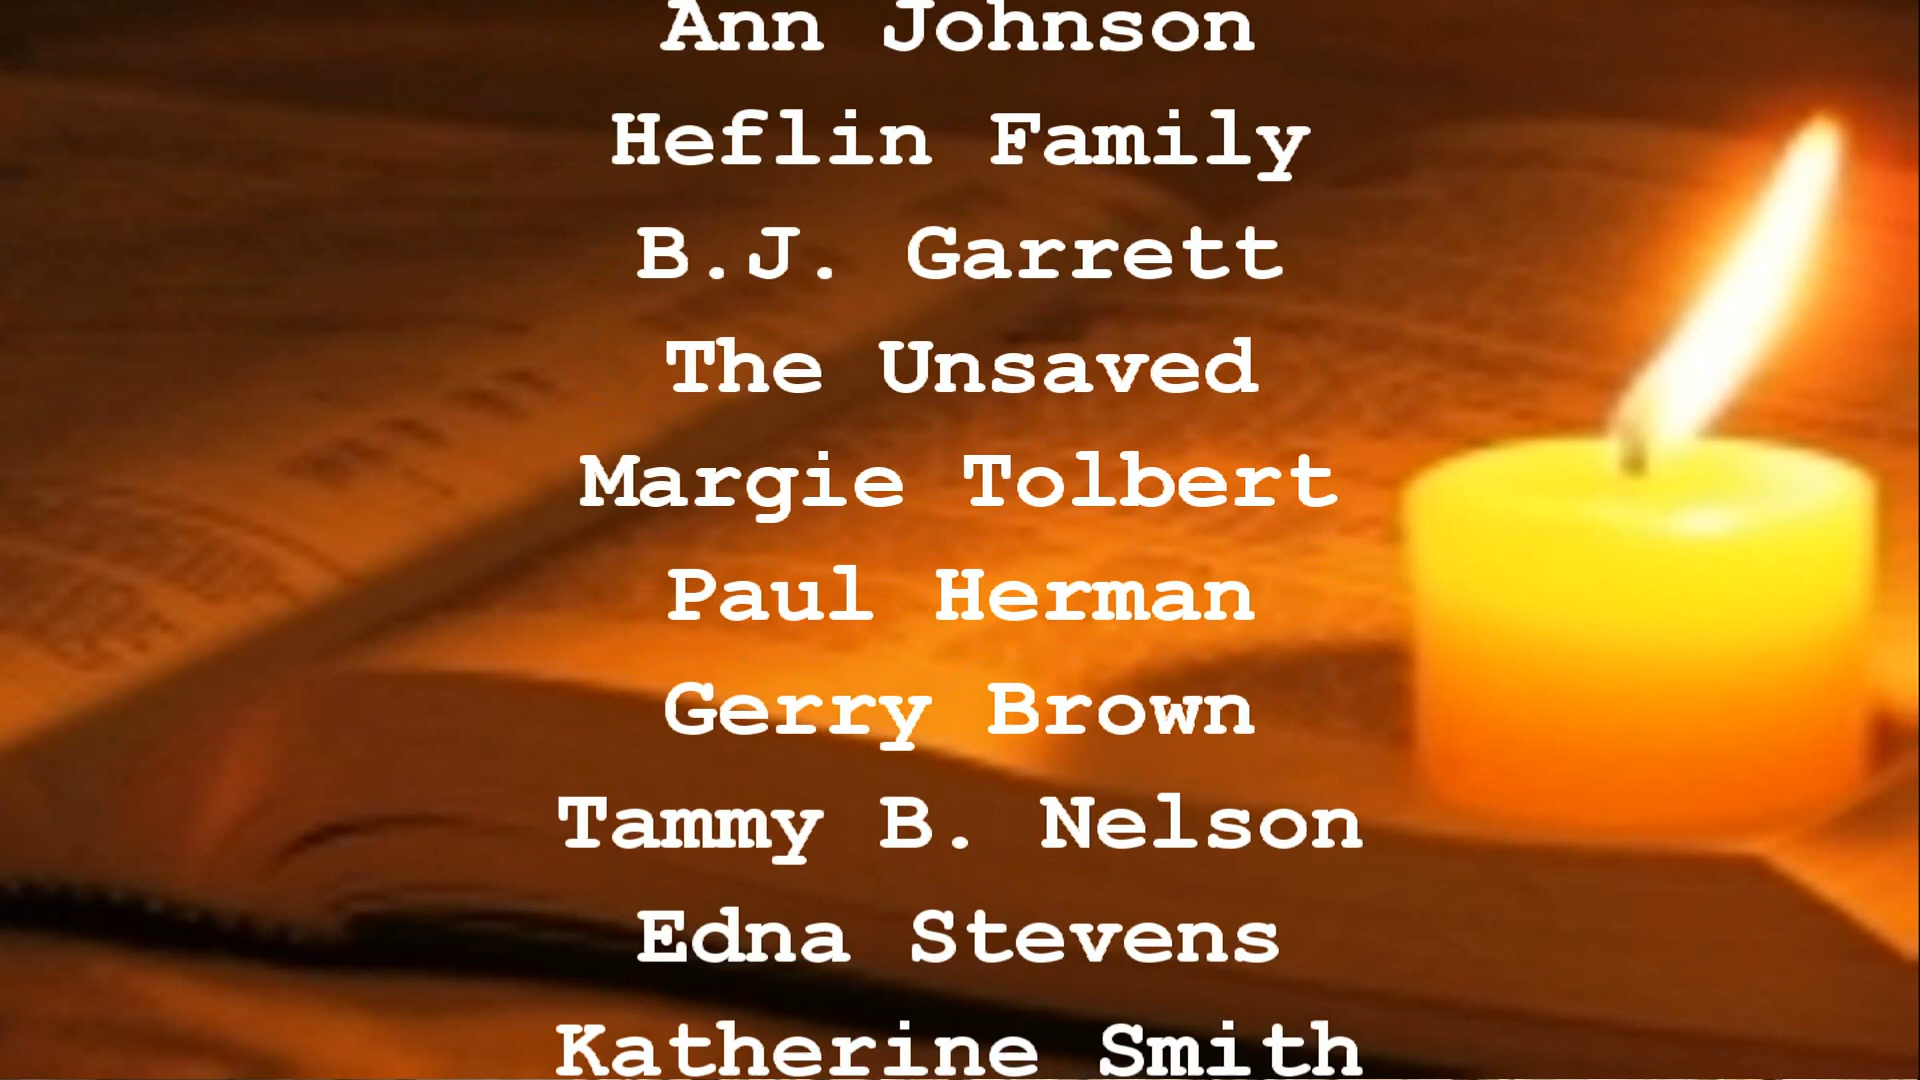 Ann Johnson
Heflin Family
B.J. Garrett
The Unsaved
Margie Tolbert
Paul Herman
Gerry Brown
Tammy B. Nelson
Edna Stevens
Katherine Smith